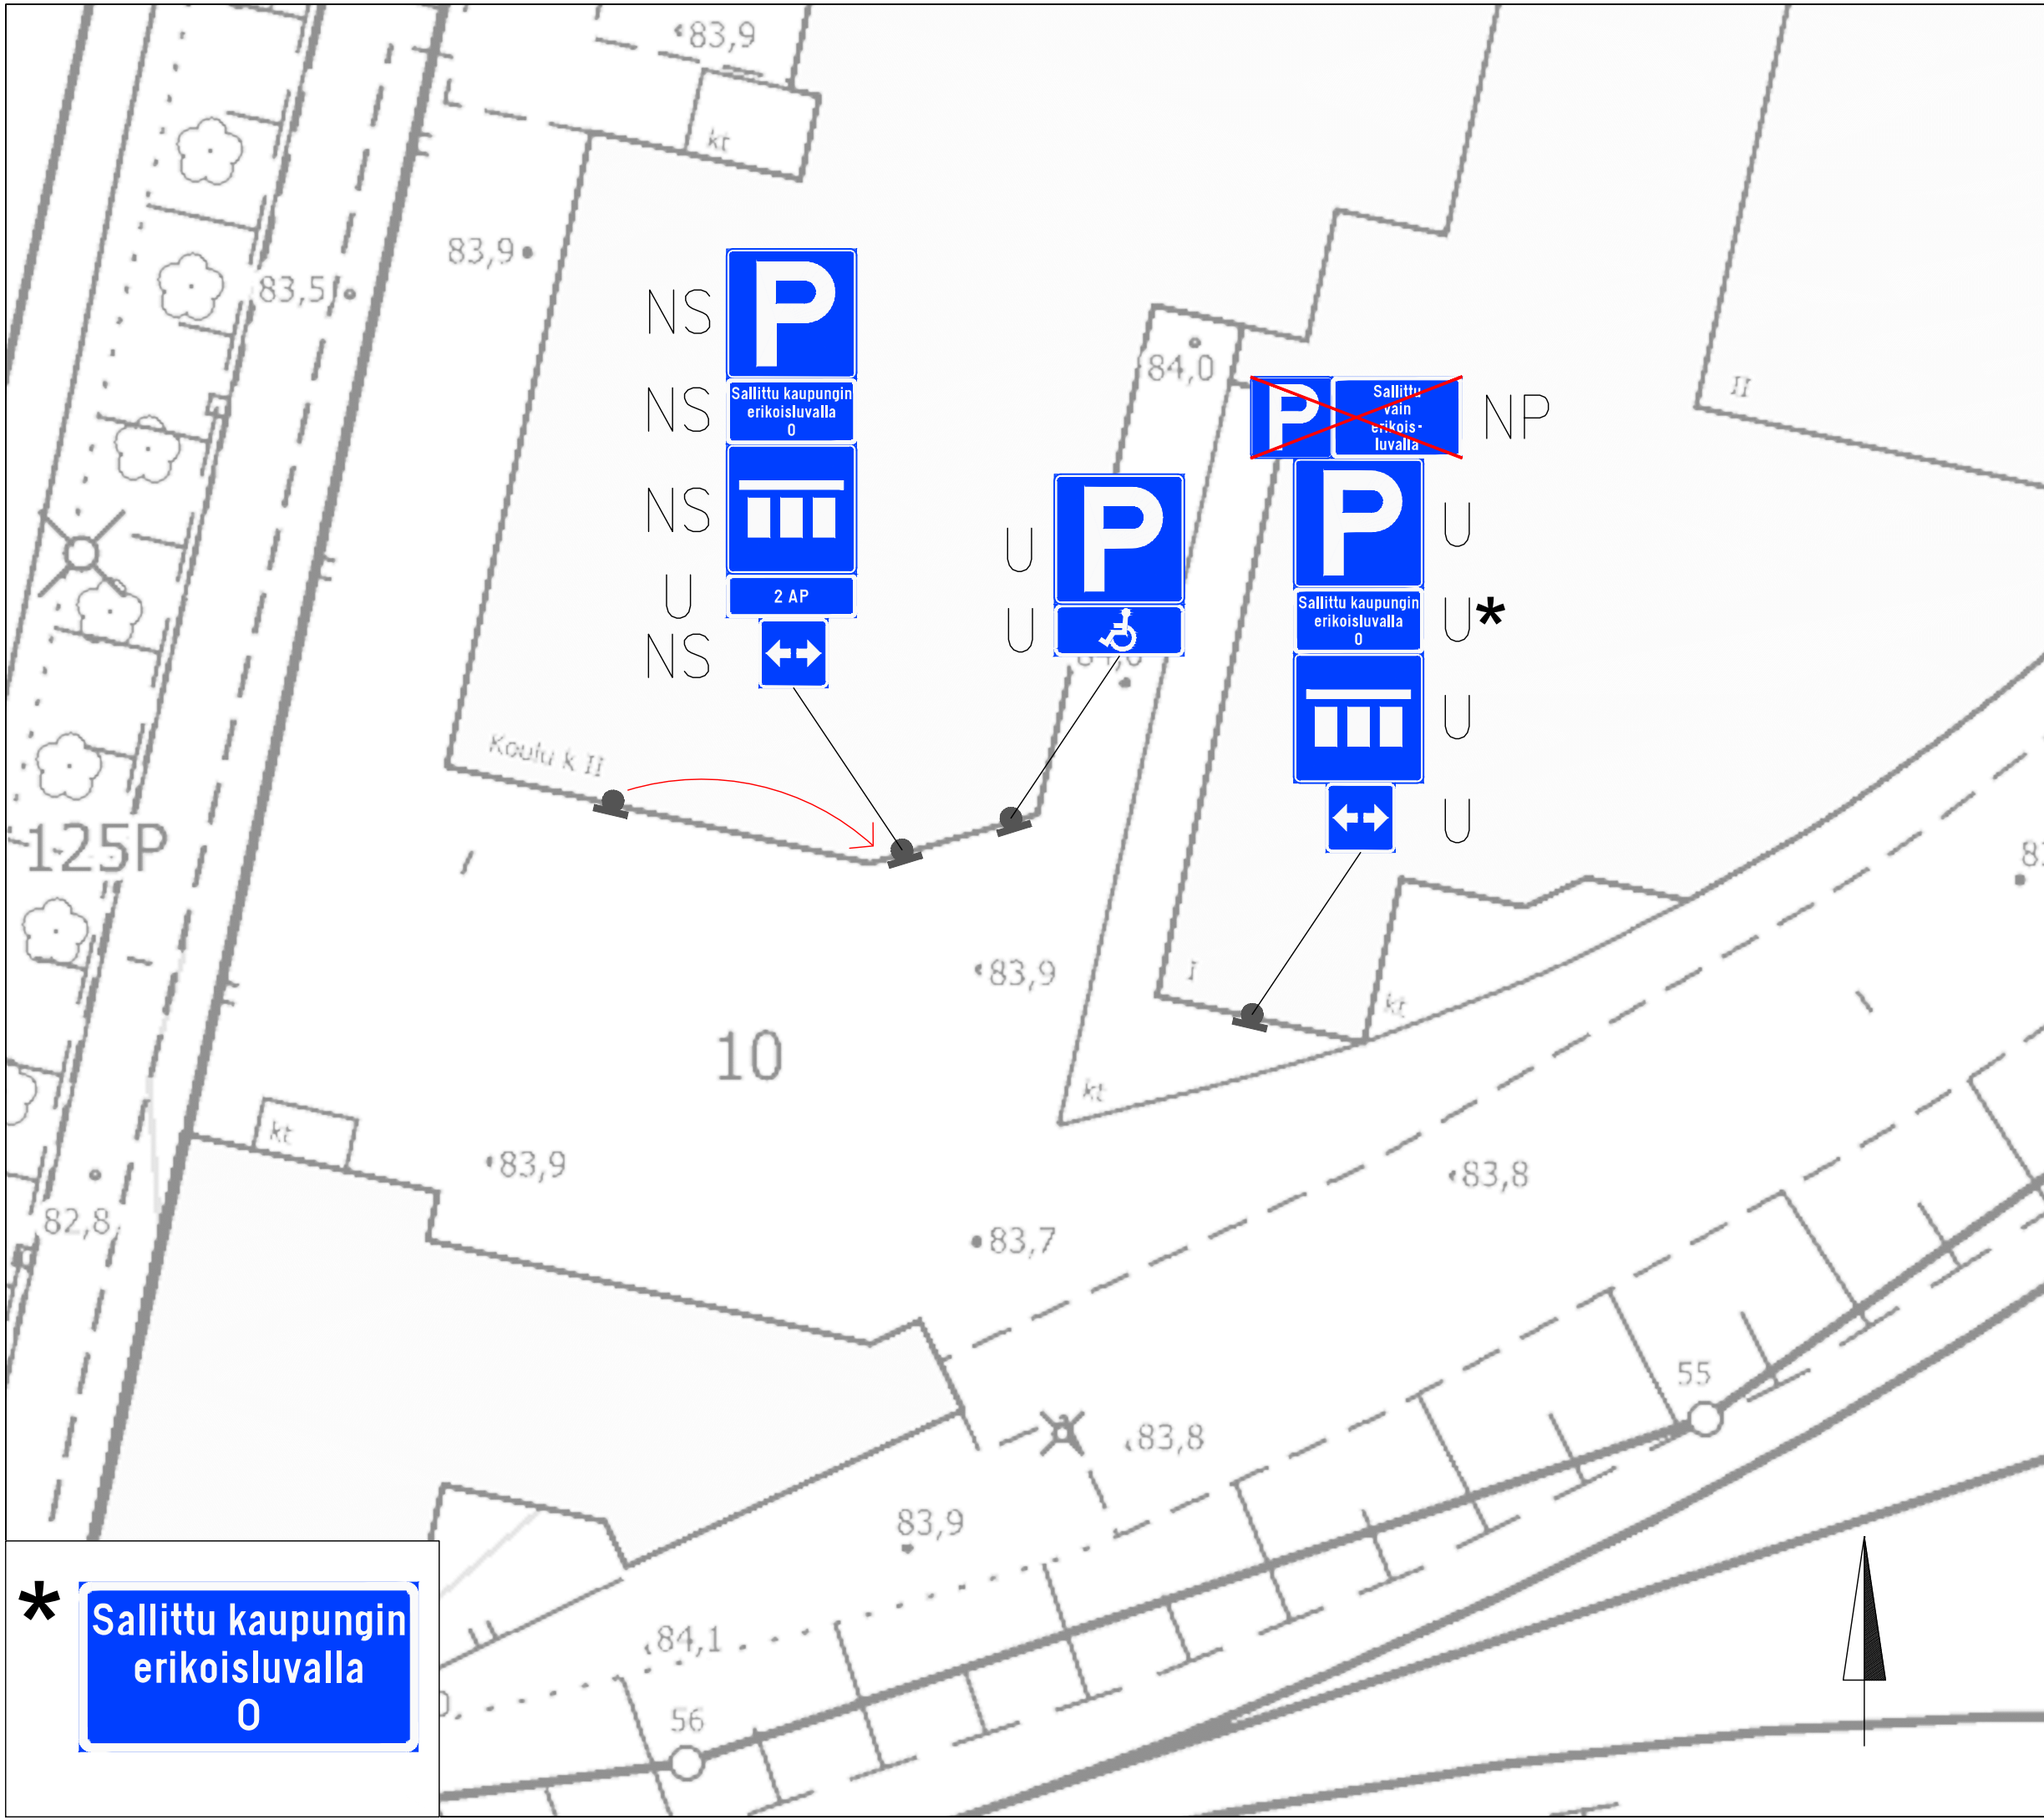 83,9
kt
83,9
83,5
NS
P
NS
Sallittu kaupungin
erikoisluvalla
0
NS
U
2 AP
NS
84,0
P
Sallittu
vain
erikois-
luvalla
NP
II
U
P
U
P
U
Sallittu kaupungin
erikoisluvalla
0
U*
U
U
Koulu k II
125P
83,9
I
kt
10
kt
kt
83,9
83,8
82,8
83,7
55
83,8
83,9
84,1
56
*
Sallittu kaupungin
erikoisluvalla
0